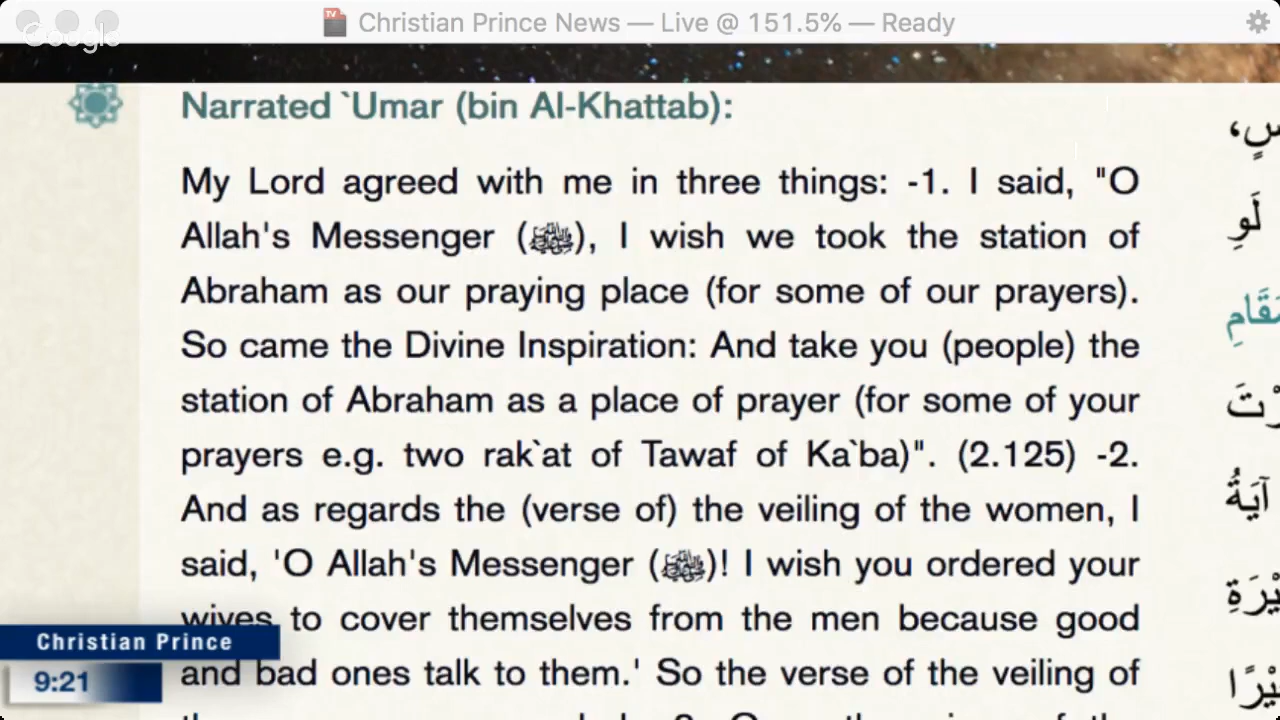 Christian Prince News — Live @ 151.5% — Ready
Google
Narrated `Umar (bin Al-Khattab):
My Lord agreed with me in three things: -1. I said, "O
Allah's Messenger (ﷺ), I wish we took the station of
Abraham as our praying place (for some of our prayers).
So came the Divine Inspiration: And take you (people) the
station of Abraham as a place of prayer (for some of your
prayers e.g. two rak`at of Tawaf of Ka`ba)". (2.125) -2.
And as regards the (verse of) the veiling of the women, I
said, 'O Allah's Messenger (ﷺ)! I wish you ordered your
wives to cover themselves from the men because good
and bad ones talk to them.' So the verse of the veiling of
لَوِ
آيَةُ
Christian Prince
9:21